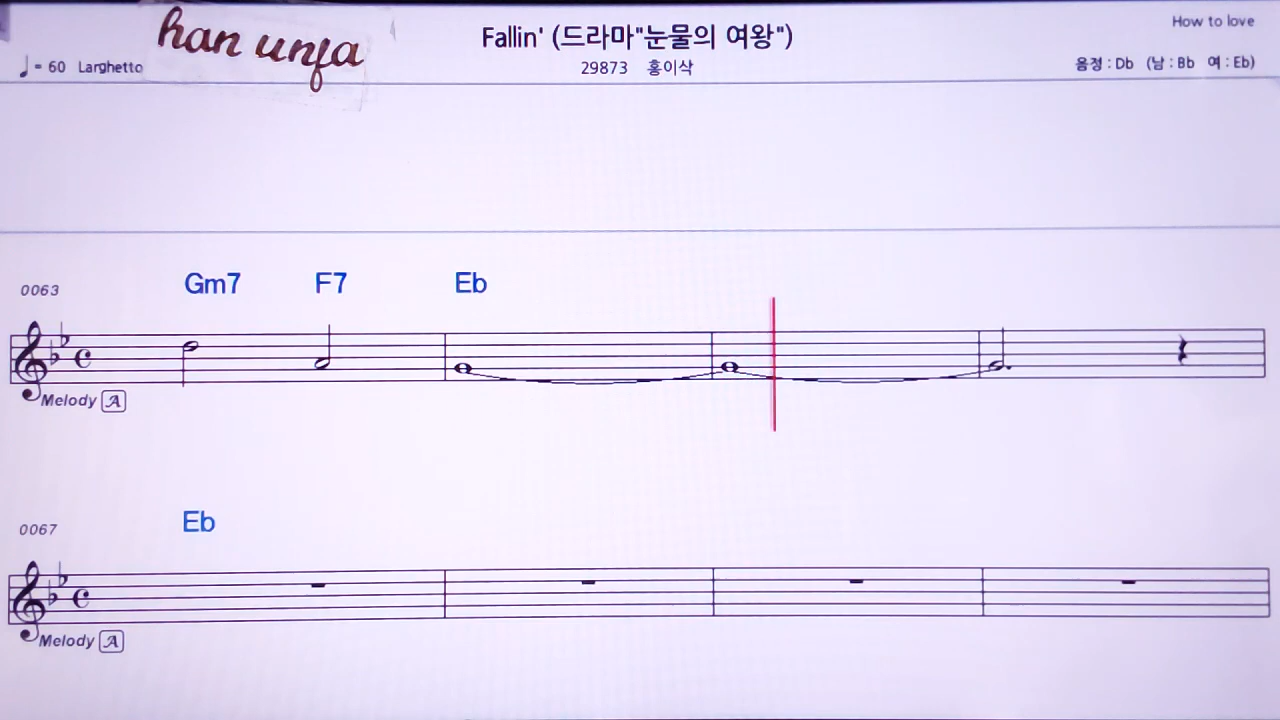 How to love
han unfa
Fallin' (드라마"눈물의 여왕")
♩= 60 Larghetto
29873 홍이삭
음정 : Db (남 : Bb 여 : Eb)
0063
Gm7 F7 Eb
Melody A
0067
Eb
Melody A